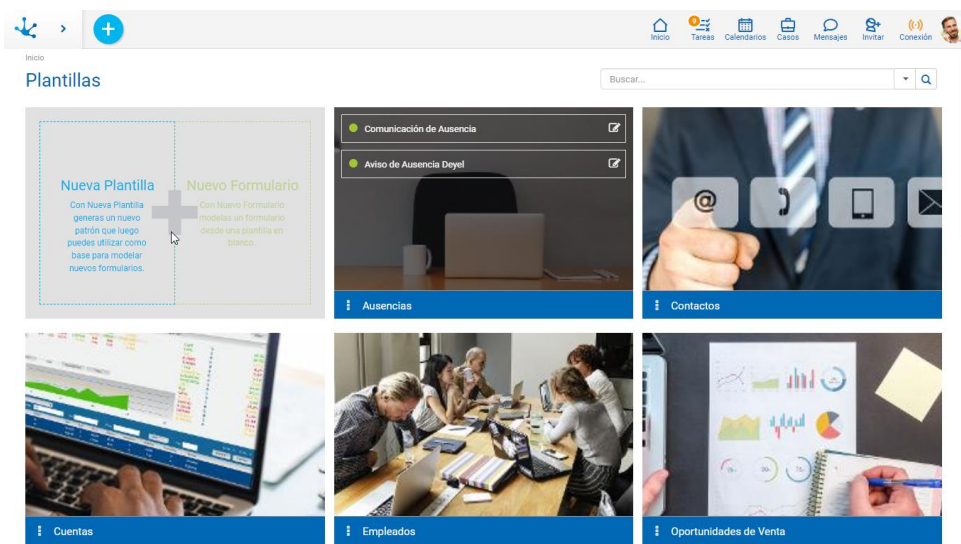 9
Inicio
Tareas
Calendarios
Casos
Mensajes
Invitar
Conexión
Inicio
Plantillas
Buscar...
Nueva Plantilla
Con Nueva Plantilla
generas un nuevo
patrón que luego
puedes utilizar como
base para modelar
nuevos formularios.
Nuevo Formulario
Con Nuevo Formulario
modelas un formulario
desde una plantilla en
blanco.
Comunicación de Ausencia
Aviso de Ausencia Deyel
Ausencias
@
Contactos
Cuentas
Empleados
Oportunidades de Venta